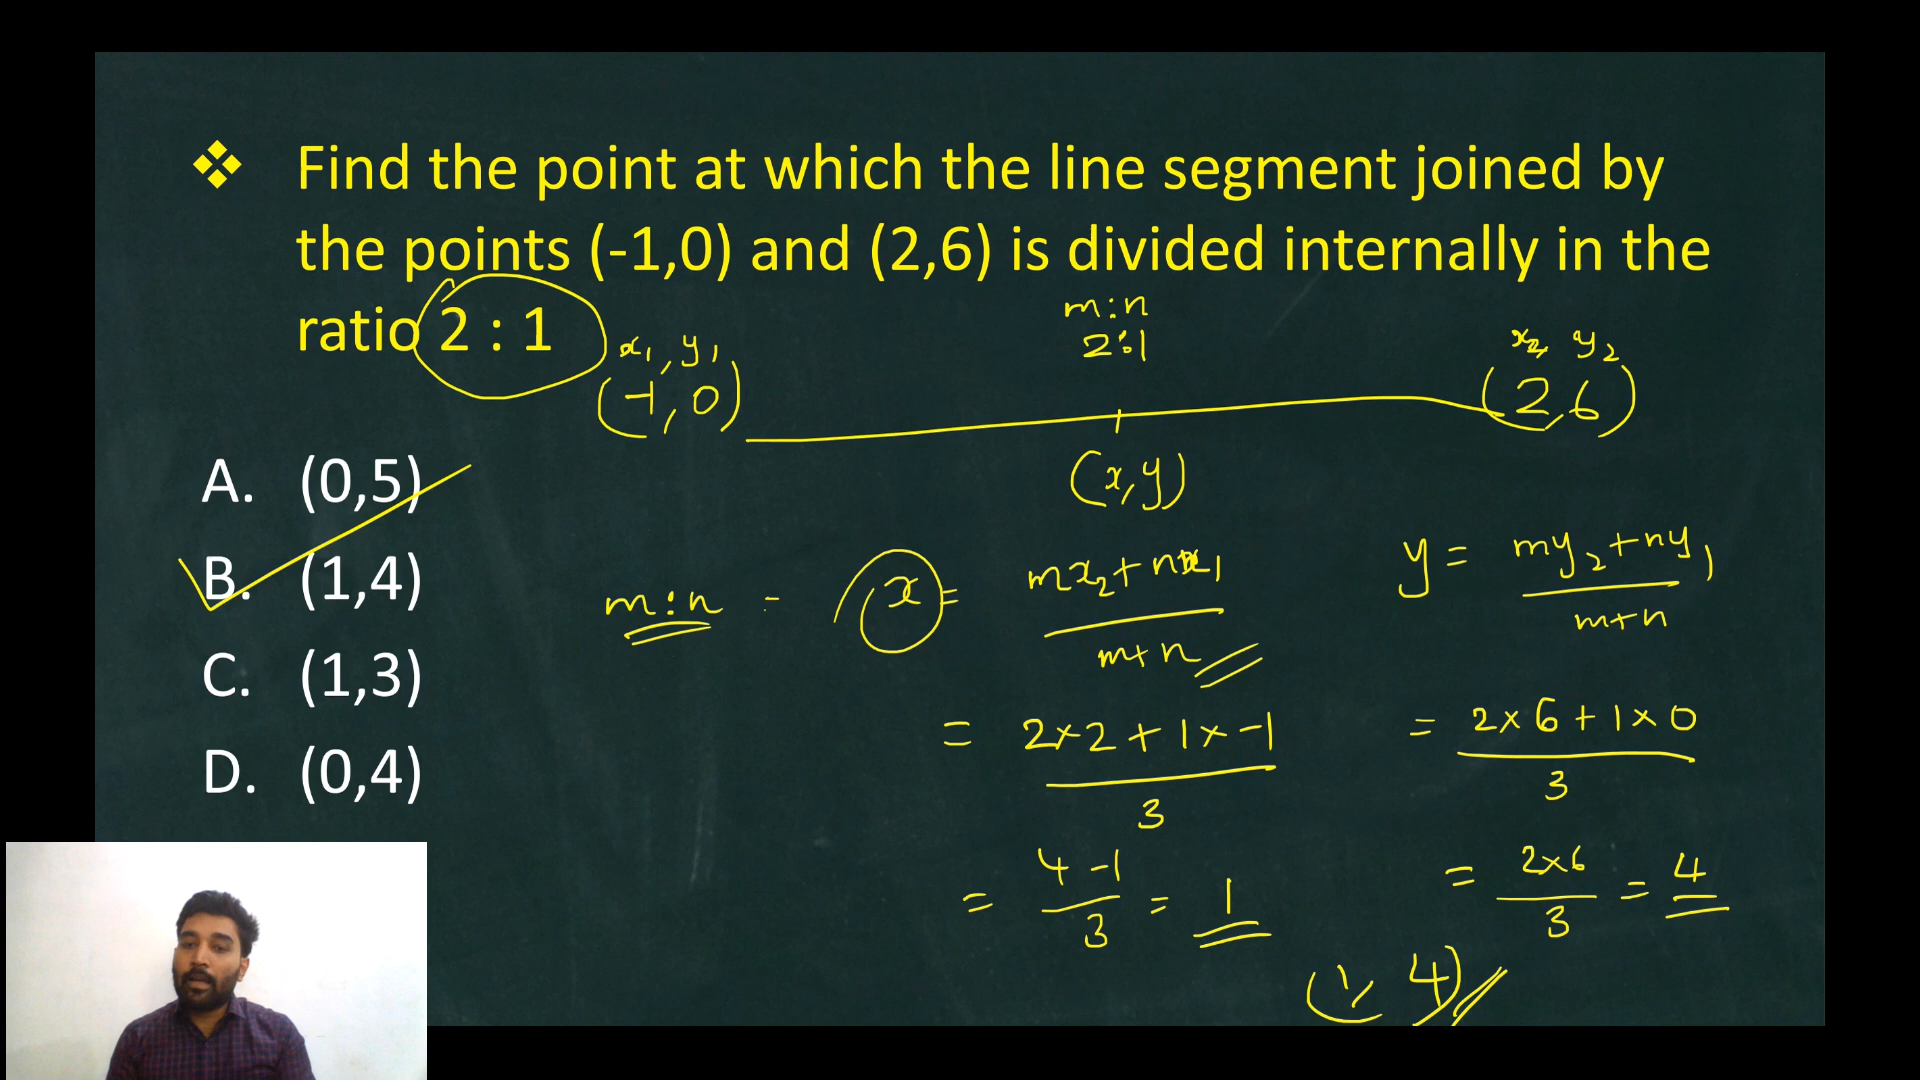 ❖ Find the point at which the line segment joined by
the points (-1,0) and (2,6) is divided internally in the
ratio 2 : 1
m:n
2:1
x₁, y₁
(-1, 0)
x₂, y₂
(2,6)
(x,y)
A. (0,5)
B. (1,4)
C. (1,3)
D. (0,4)
m:n - x = mx₂+nx₁ / m+n
= 2×2+1×-1 / 3
= 4-1 / 3 = 1
y = my₂+ny₁ / m+n
= 2×6+1×0 / 3
= 2×6 / 3 = 4
(1, 4)